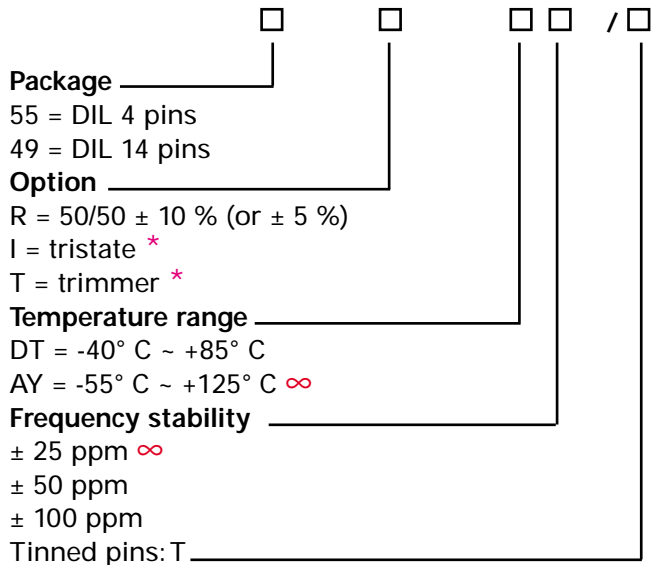 □ □ □ □ / □
Package
55 = DIL 4 pins
49 = DIL 14 pins
Option
R = 50/50 ± 10 % (or ± 5 %)
I = tristate *
T = trimmer *
Temperature range
DT = -40° C ~ +85° C
AY = -55° C ~ +125° C ∞
Frequency stability
± 25 ppm ∞
± 50 ppm
± 100 ppm
Tinned pins: T